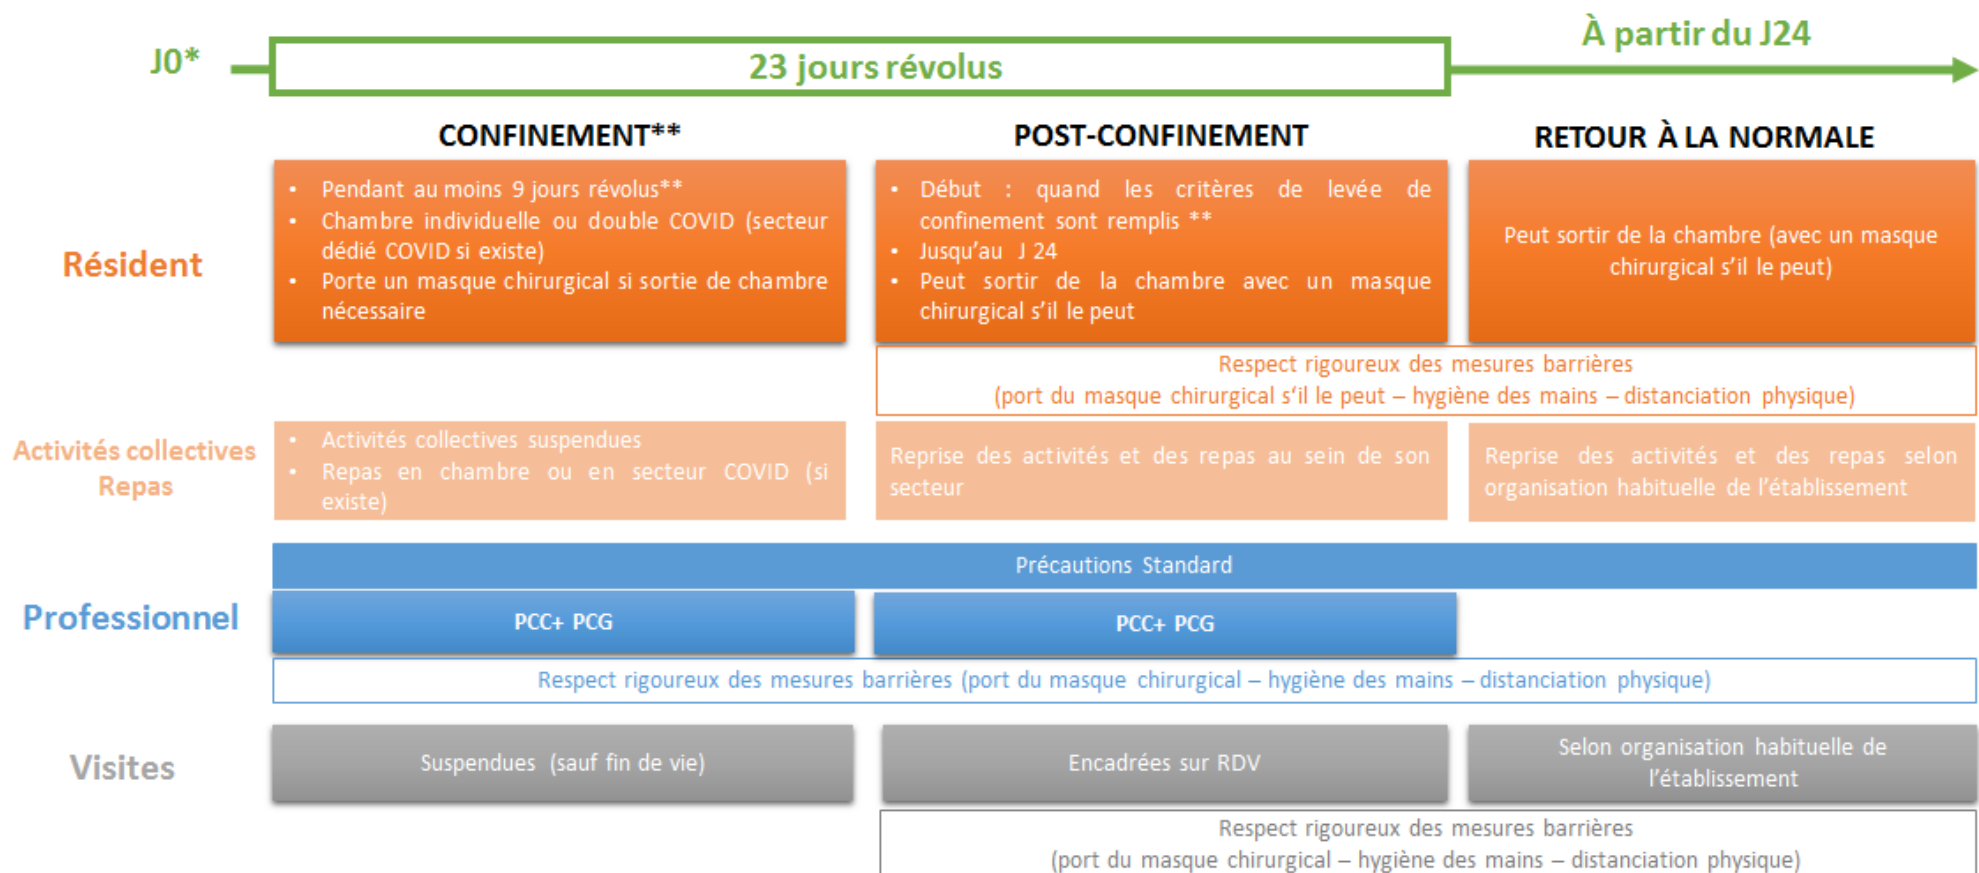 J0*
23 jours révolus
À partir du J24
CONFINEMENT**
POST-CONFINEMENT
RETOUR À LA NORMALE
Résident
• Pendant au moins 9 jours révolus**
• Chambre individuelle ou double COVID (secteur
dédié COVID si existe)
• Porte un masque chirurgical si sortie de chambre
nécessaire
• Début : quand les critères de levée de
confinement sont remplis **
• Jusqu'au J 24
• Peut sortir de la chambre avec un masque
chirurgical s'il le peut
Peut sortir de la chambre (avec un masque
chirurgical s'il le peut)
Respect rigoureux des mesures barrières
(port du masque chirurgical s'il le peut – hygiène des mains – distanciation physique)
Activités collectives
Repas
• Activités collectives suspendues
• Repas en chambre ou en secteur COVID (si
existe)
Reprise des activités et des repas au sein de son
secteur
Reprise des activités et des repas selon
organisation habituelle de l'établissement
Professionnel
Précautions Standard
PCC+ PCG
PCC+ PCG
Respect rigoureux des mesures barrières (port du masque chirurgical – hygiène des mains – distanciation physique)
Visites
Suspendues (sauf fin de vie)
Encadrées sur RDV
Selon organisation habituelle de
l'établissement
Respect rigoureux des mesures barrières
(port du masque chirurgical – hygiène des mains – distanciation physique)